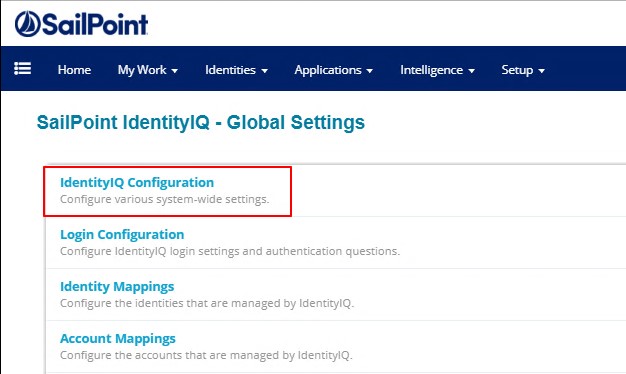 SailPoint
Home My Work Identities Applications Intelligence Setup
SailPoint IdentityIQ - Global Settings
IdentityIQ Configuration
Configure various system-wide settings.
Login Configuration
Configure IdentityIQ login settings and authentication questions.
Identity Mappings
Configure the identities that are managed by IdentityIQ.
Account Mappings
Configure the accounts that are managed by IdentityIQ.